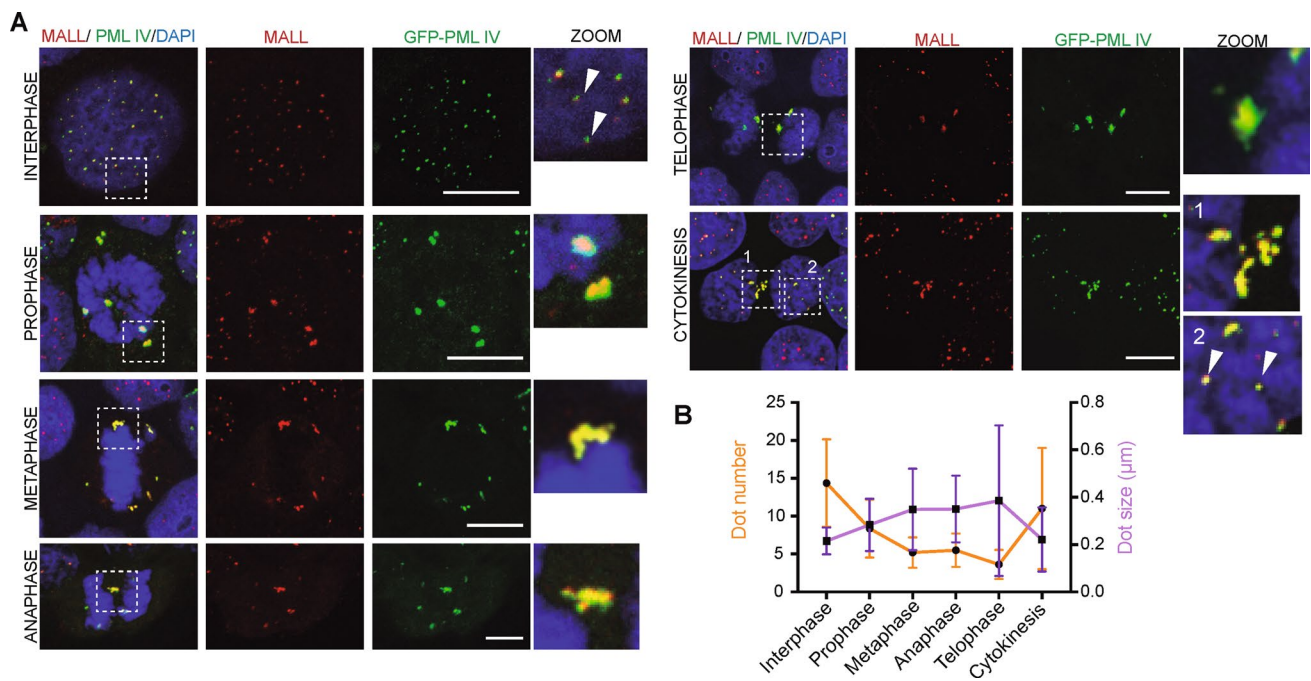 A
MALL/ PML IV/DAPI
MALL
GFP-PML IV
ZOOM
INTERPHASE
PROPHASE
METAPHASE
ANAPHASE
MALL/ PML IV/DAPI
MALL
GFP-PML IV
ZOOM
TELOPHASE
CYTOKINESIS
1
2
1
2
B
Dot number
25
20
15
10
5
0
0.8
0.6
0.4
0.2
0.0
Dot size (μm)
Interphase
Prophase
Metaphase
Anaphase
Telophase
Cytokinesis